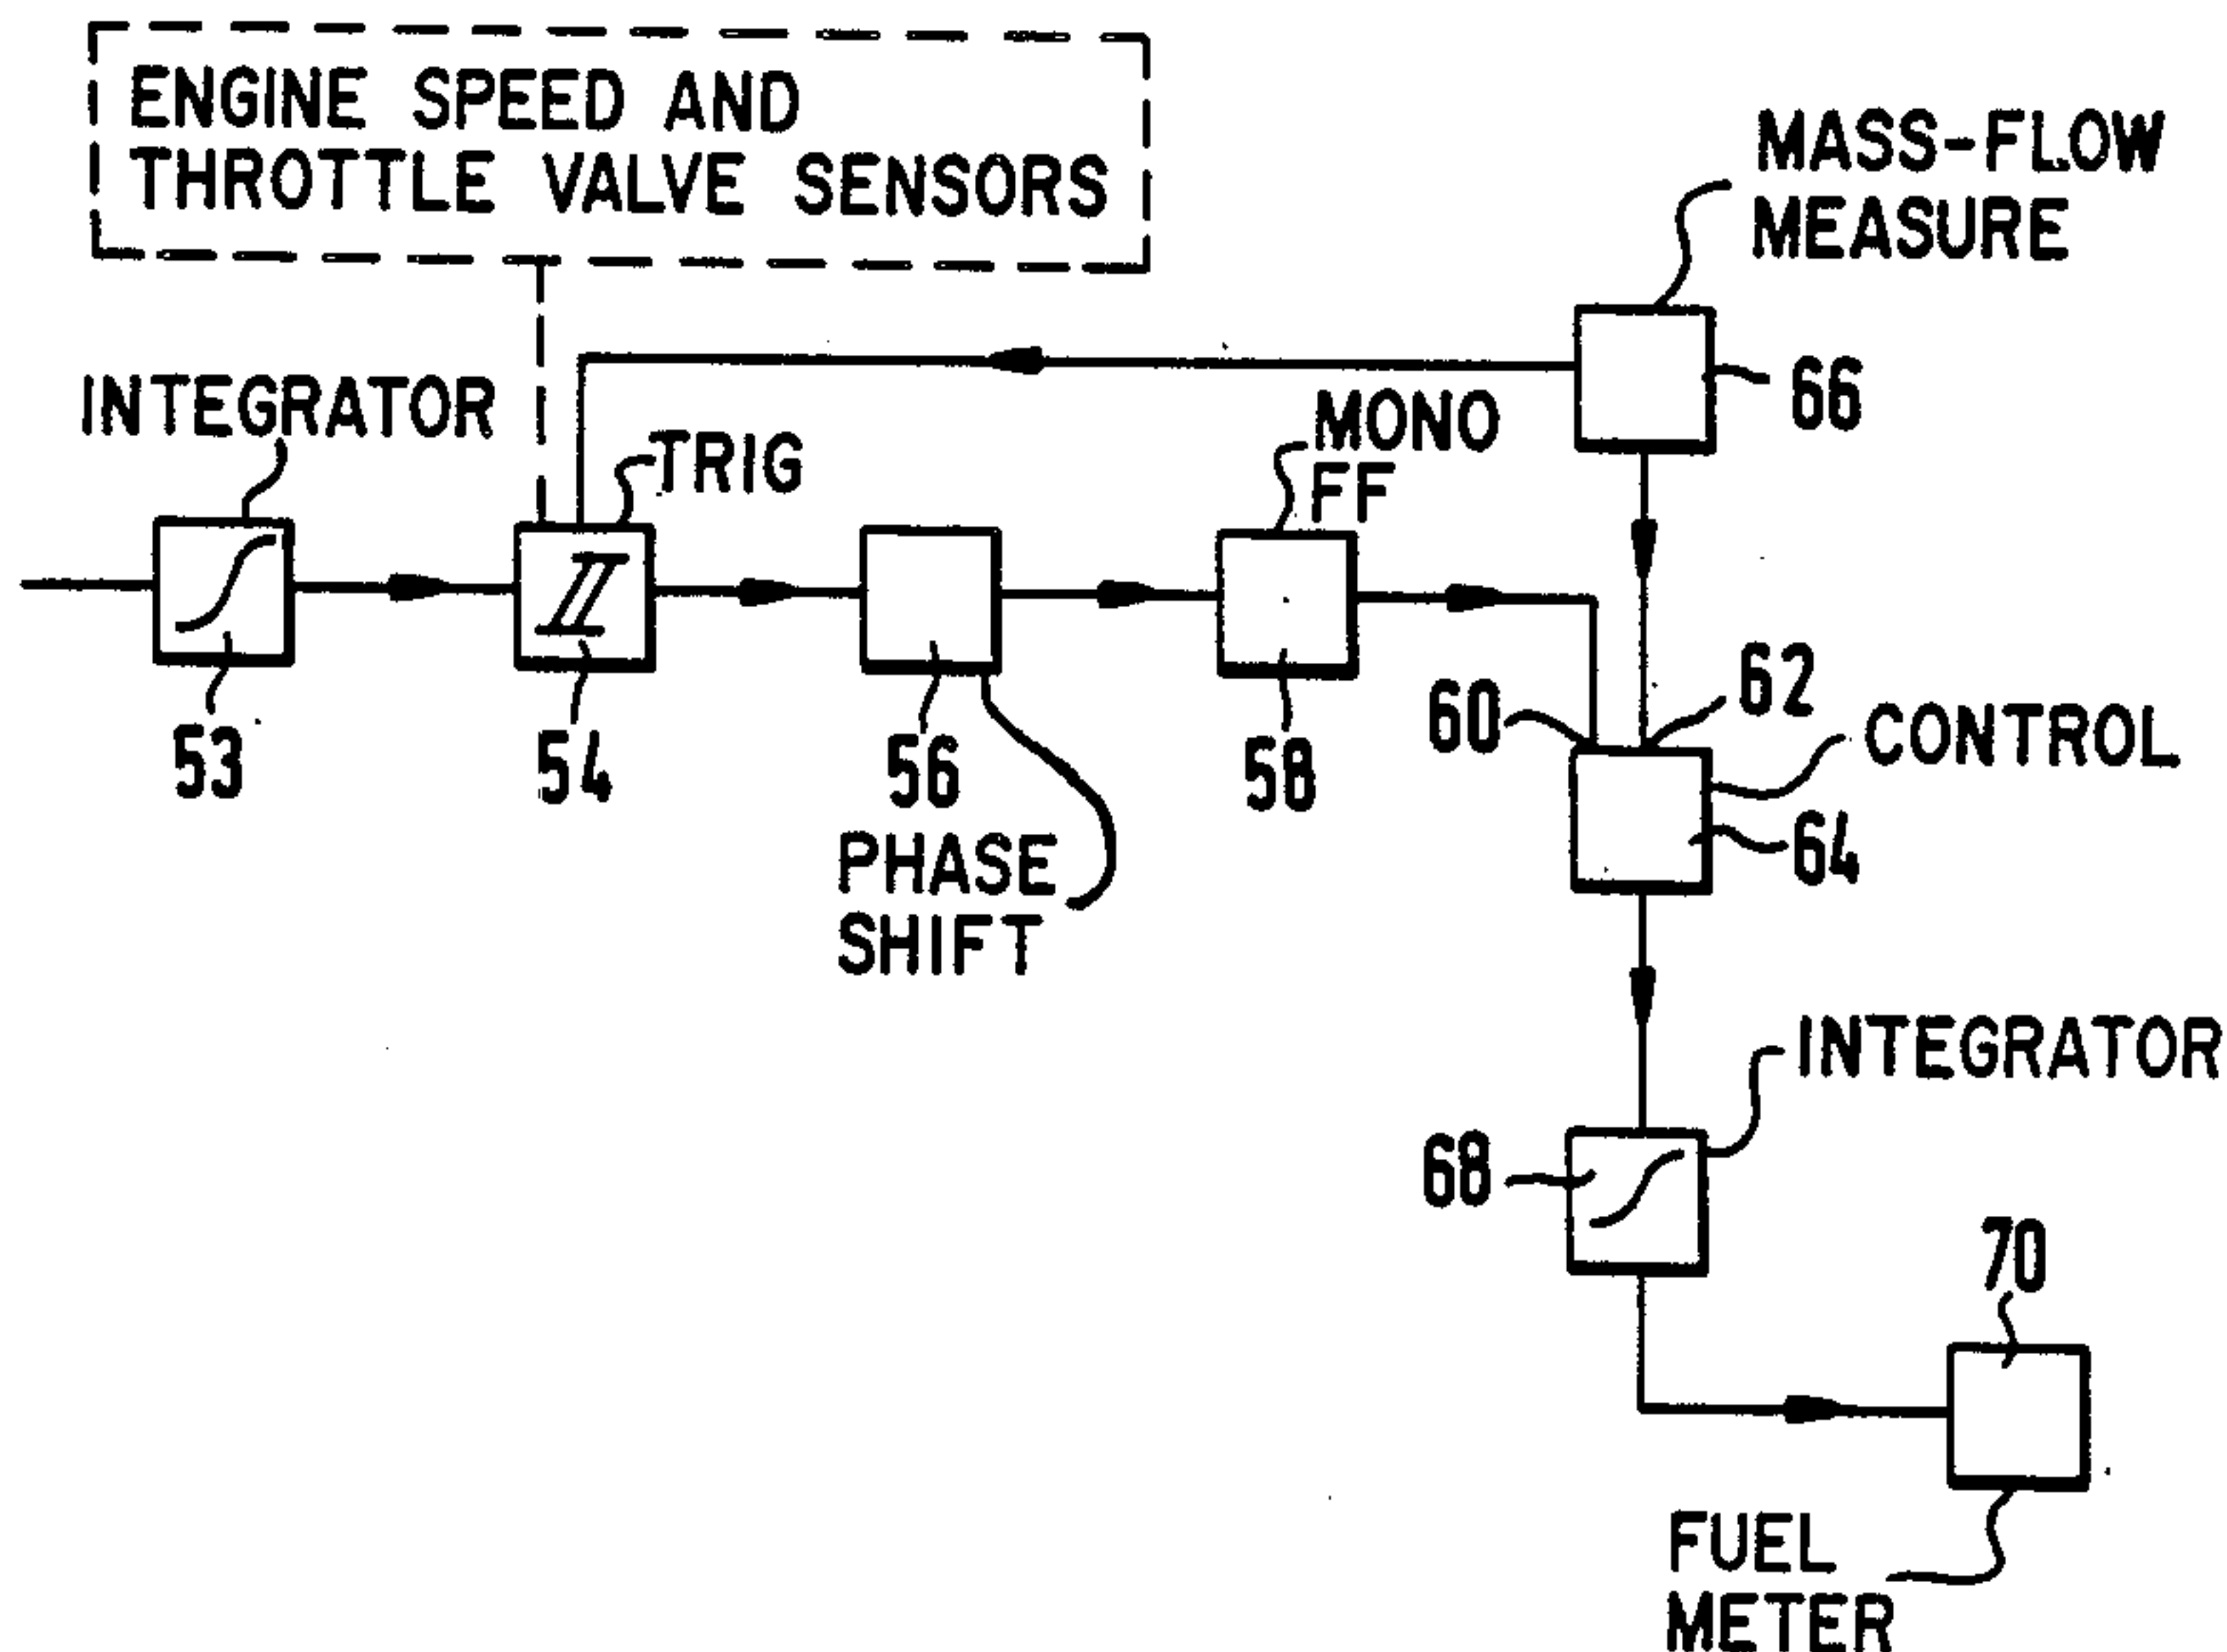 ENGINE SPEED AND
THROTTLE VALVE SENSORS
MASS-FLOW
MEASURE
66
INTEGRATOR
TRIG
MONO
FF
53
54
56
58
60
62
CONTROL
64
PHASE
SHIFT
INTEGRATOR
68
70
FUEL
METER